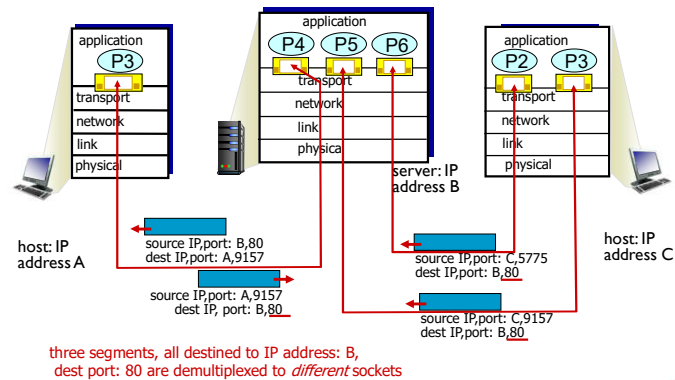 application
P3
transport
network
link
physical
application
P4
P5
P6
transport
network
link
physica
server: IP
address B
application
P2
P3
transport
network
link
physical
host: IP
address A
source IP,port: B,80
dest IP,port: A,9157
source IP,port: A,9157
dest IP, port: B,80
source IP,port: C,5775
dest IP,port: B,80
source IP,port: C,9157
dest IP,port: B,80
host: IP
address C
three segments, all destined to IP address: B,
dest port: 80 are demultiplexed to different sockets